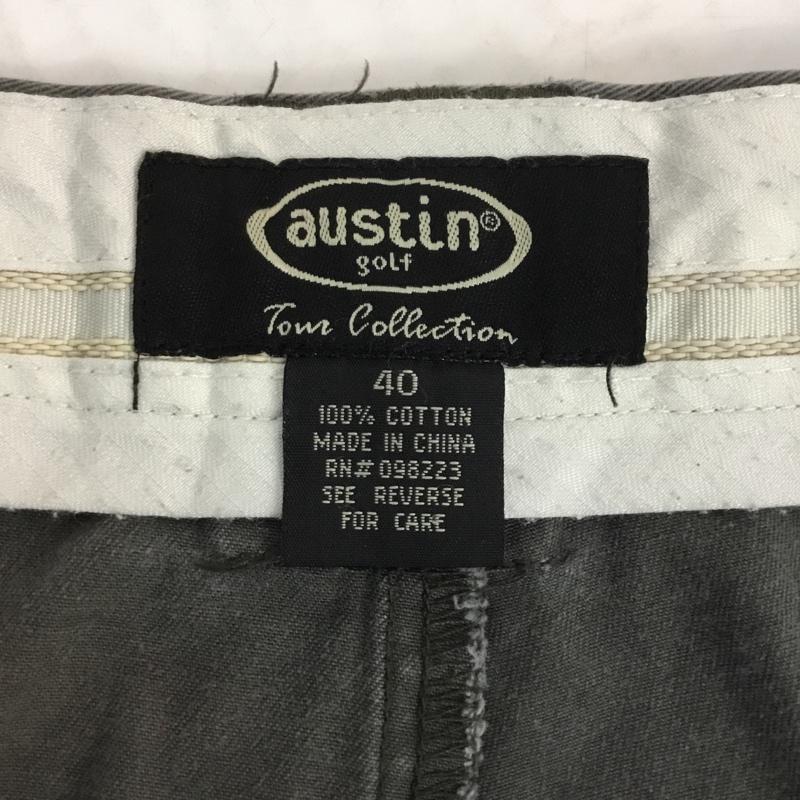 austin®
golf
Tour Collection
40
100% COTTON
MADE IN CHINA
RN# 098223
SEE REVERSE
FOR CARE